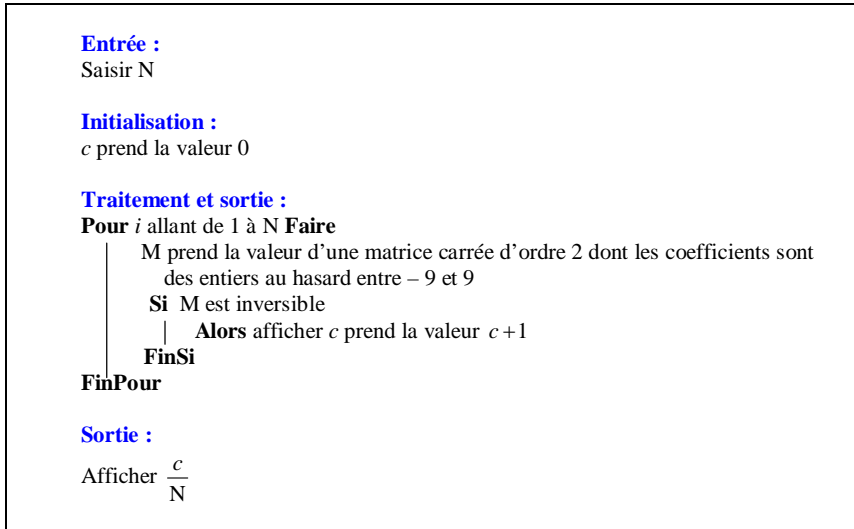 Entrée :
Saisir N
Initialisation :
c prend la valeur 0
Traitement et sortie :
Pour i allant de 1 à N Faire
M prend la valeur d’une matrice carrée d’ordre 2 dont les coefficients sont
des entiers au hasard entre – 9 et 9
Si M est inversible
Alors afficher c prend la valeur c +1
FinSi
FinPour
Sortie :
Afficher c/N